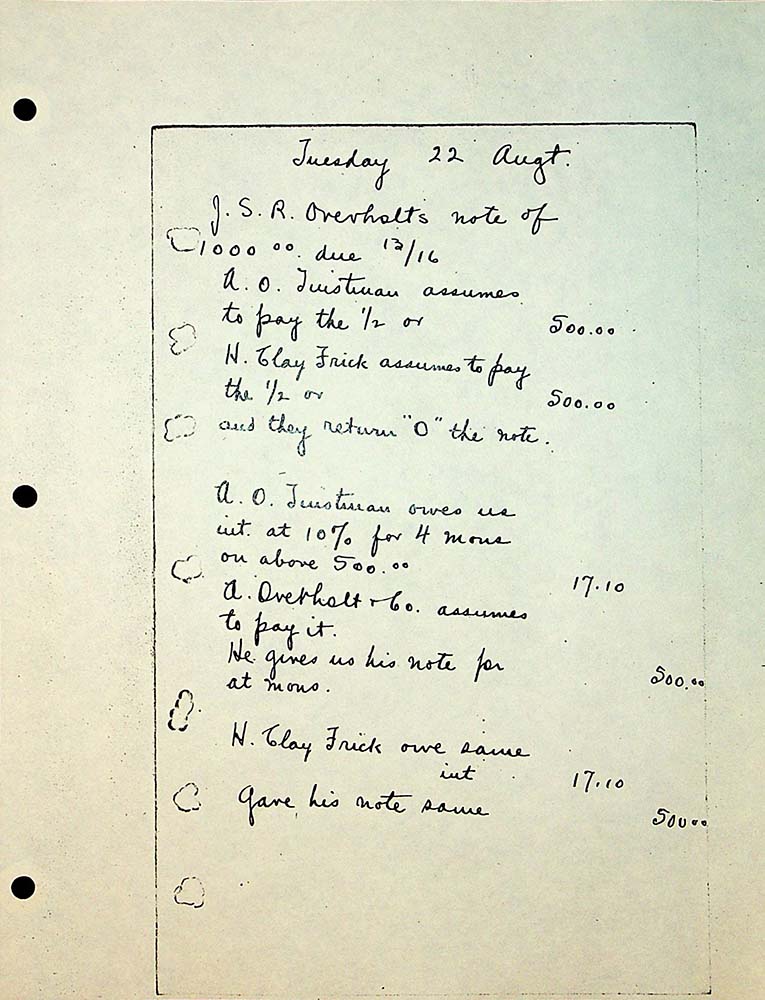 Tuesday 22 Augt.
J. S. R. Overholts note of
1000 00. due 13/16
A. O. Tinstman assumes
to pay the 1/2 or 500.00
H. Clay Frick assumes to pay
the 1/2 or 500.00
and they return "O" the note.
A. O. Tinstman owes us
int. at 10% for 4 mons
on above 500.00
17.10
A. Overholt & Co. assumes
to pay it.
He gives us his note for
at mons. 500.00
H. Clay Frick owe same
int 17.10
Gave his note same
500 00